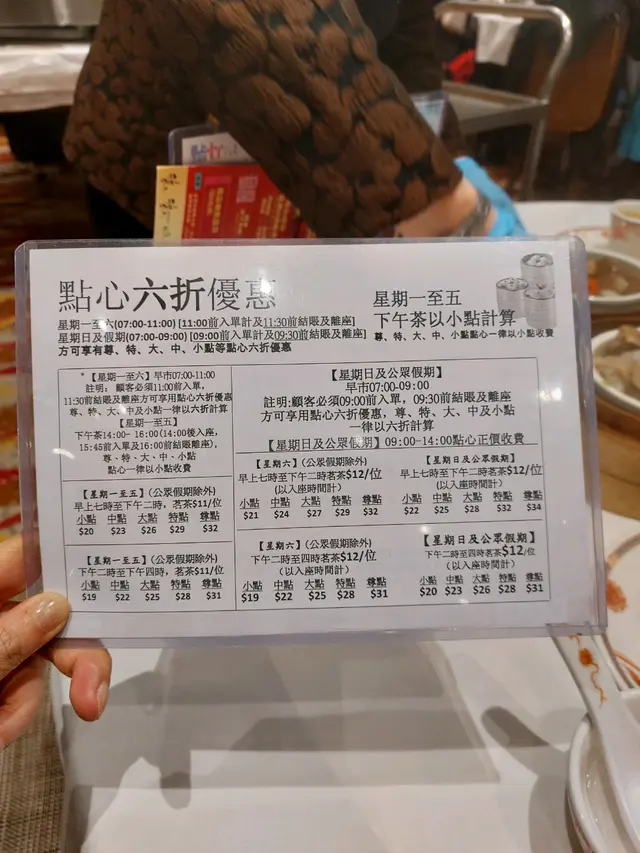 點心六折優惠
星期一至六(07:00-11:00) [11:00前入單計及11:30前結賬及離座]
星期日及假期(07:00-09:00) [09:00前入單計及09:30前結賬及離座]
方可享有尊、特、大、中、小點等點心六折優惠
星期一至五
下午茶以小點計算
尊、特、大、中、小點點心一律以小點收費
*【星期一至六】早市07:00-11:00
註明： 顧客必須11:00前入單，
11:30前結賬及離座方可享用點心六折優惠
尊、特、大、中及小點一律以六折計算
【星期一至五】
下午茶14:00- 16:00(14:00後入座，
15:45前入單及16:00前結賬及離座)，
尊、特、大、中、小點
點心一律以小點收費
【星期日及公眾假期】
早市07:00-09:00
註明:顧客必須09:00前入單，09:30前結賬及離座
方可享用點心六折優惠，尊、特、大、中及小點
一律以六折計算
【星期日及公眾假期】09:00-14:00點心正價收費
【星期一至五】(公眾假期除外)
早上七時至下午二時，茗茶$11/位
小點 中點 大點 特點 尊點
$20 $23 $26 $29 $32
【星期六】(公眾假期除外)
早上七時至下午二時茗茶$12/位
(以入座時間計)
小點 中點 大點 特點 尊點
$21 $24 $27 $29 $32
【星期日及公眾假期】
早上七時至下午二時茗茶$12/位
(以入座時間計)
小點 中點 大點 特點 尊點
$22 $25 $28 $32 $34
【星期一至五】(公眾假期除外)
下午二時至下午四時，茗茶$11/位
小點 中點 大點 特點 尊點
$19 $22 $25 $28 $31
【星期六】(公眾假期除外)
下午二時至四時茗茶$12/位
(以入座時間計)
小點 中點 大點 特點 尊點
$19 $22 $25 $28 $31
【星期日及公眾假期】
下午二時至四時茗茶$12/位
(以入座時間計)
小點 中點 大點 特點 尊點
$20 $23 $26 $28 $31